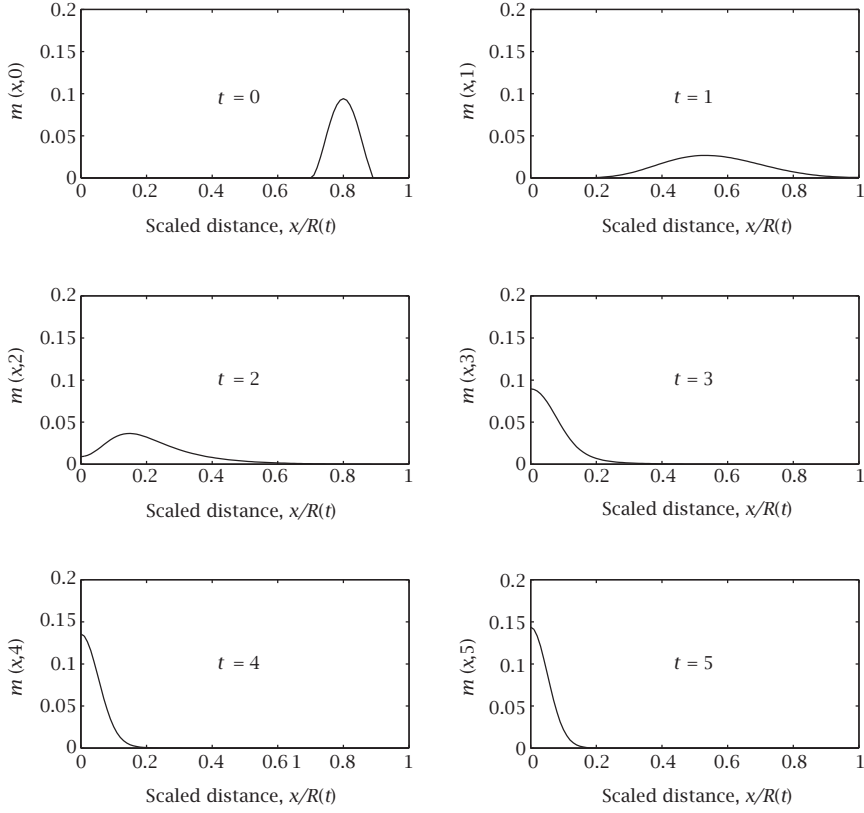 0.2
0.15
0.1
0.05
0
m (x,0)
t = 0
0 0.2 0.4 0.6 0.8 1
Scaled distance, x/R(t)
0.2
0.15
0.1
0.05
0
m (x,1)
t = 1
0 0.2 0.4 0.6 0.8 1
Scaled distance, x/R(t)
0.2
0.15
0.1
0.05
0
m (x,2)
t = 2
0 0.2 0.4 0.6 0.8 1
Scaled distance, x/R(t)
0.2
0.15
0.1
0.05
0
m (x,3)
t = 3
0 0.2 0.4 0.6 0.8 1
Scaled distance, x/R(t)
0.2
0.15
0.1
0.05
0
m (x,4)
t = 4
0 0.2 0.4 0.6 1 0.8 1
Scaled distance, x/R(t)
0.2
0.15
0.1
0.05
0
m (x,5)
t = 5
0 0.2 0.4 0.6 0.8 1
Scaled distance, x/R(t)